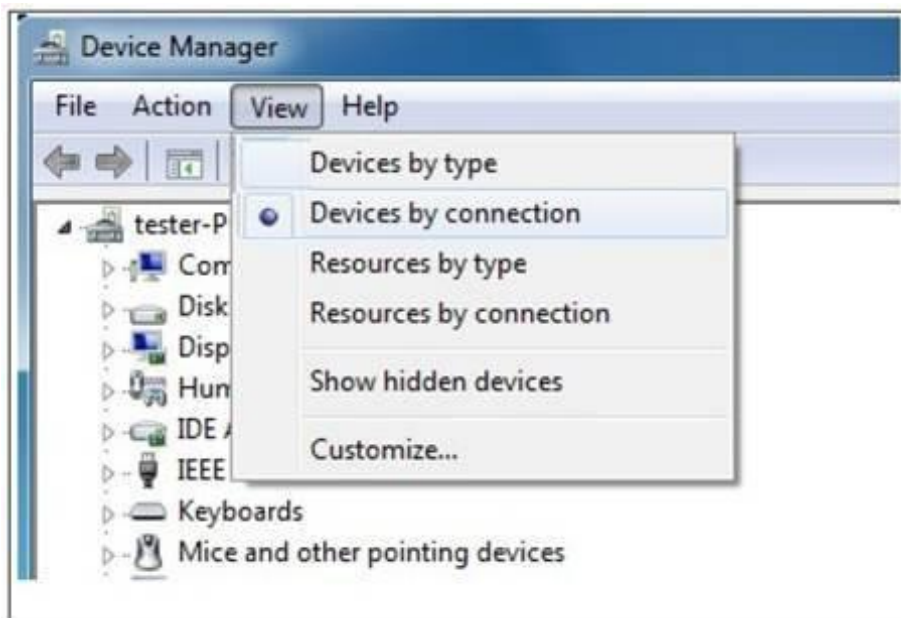 Device Manager
File Action View Help
Devices by type
Devices by connection
Resources by type
Resources by connection
Show hidden devices
Customize...
tester-P
Com
Disk
Disp
Hum
IDE A
IEEE
Keyboards
Mice and other pointing devices